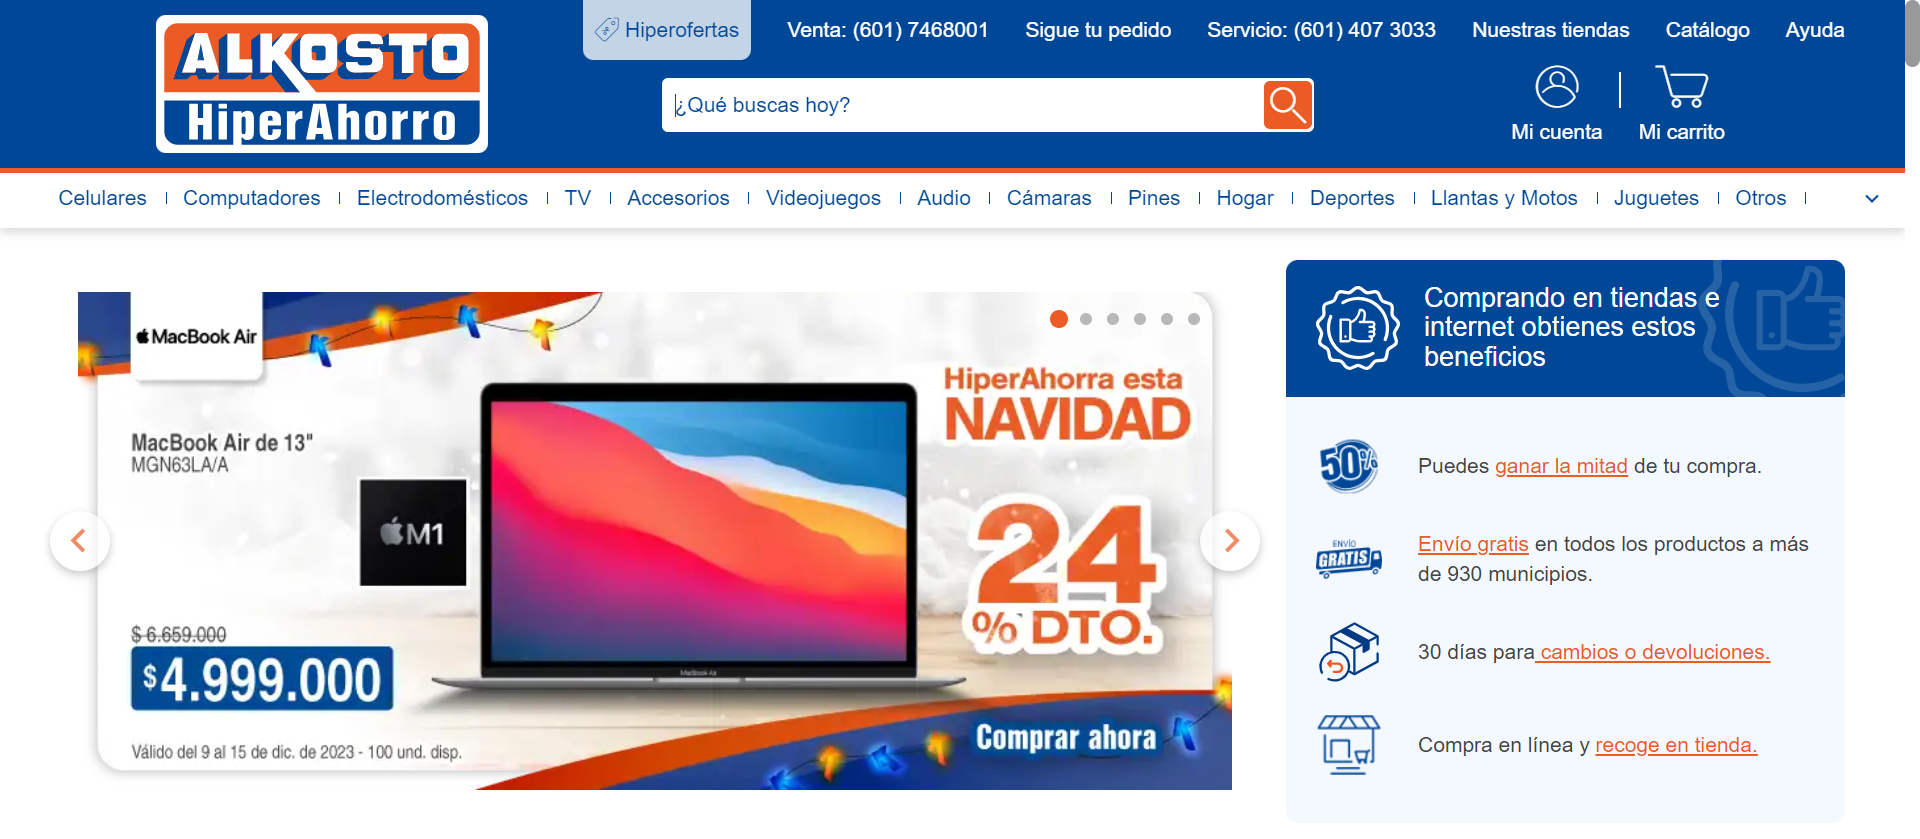 ALKOSTO
HiperAhorro
Hiperofertas
Venta: (601) 7468001
Sigue tu pedido
Servicio: (601) 407 3033
Nuestras tiendas
Catálogo
Ayuda
¿Qué buscas hoy?
Mi cuenta
Mi carrito
Celulares
Computadores
Electrodomésticos
TV
Accesorios
Videojuegos
Audio
Cámaras
Pines
Hogar
Deportes
Llantas y Motos
Juguetes
Otros
MacBook Air
MacBook Air de 13"
MGN63LA/A
M1
$ 6.659.000
$4.999.000
Válido del 9 al 15 de dic. de 2023 - 100 und. disp.
MacBook Air
HiperAhorra esta
NAVIDAD
24
% DTO.
Comprar ahora
Comprando en tiendas e
internet obtienes estos
beneficios
50%
Puedes ganar la mitad de tu compra.
ENVÍO
GRATIS
Envío gratis en todos los productos a más
de 930 municipios.
30 días para cambios o devoluciones.
Compra en línea y recoge en tienda.